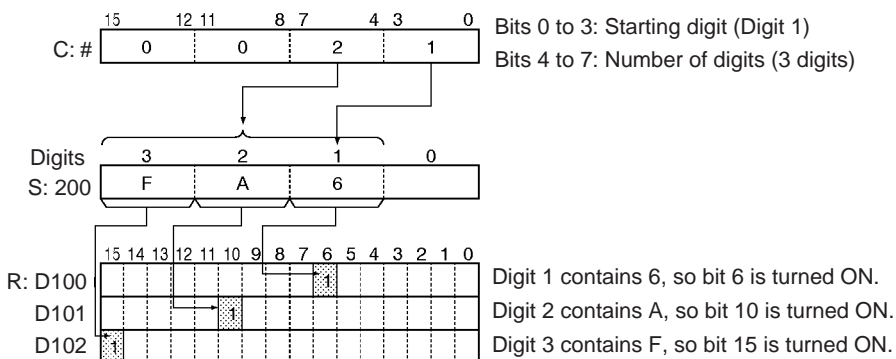 15 12 11 8 7 4 3 0
C: # 0 0 2 1
Bits 0 to 3: Starting digit (Digit 1)
Bits 4 to 7: Number of digits (3 digits)
Digits 3 2 1 0
S: 200 F A 6
15 14 13 12 11 10 9 8 7 6 5 4 3 2 1 0
R: D100 1 Digit 1 contains 6, so bit 6 is turned ON.
D101 1 Digit 2 contains A, so bit 10 is turned ON.
D102 1 Digit 3 contains F, so bit 15 is turned ON.